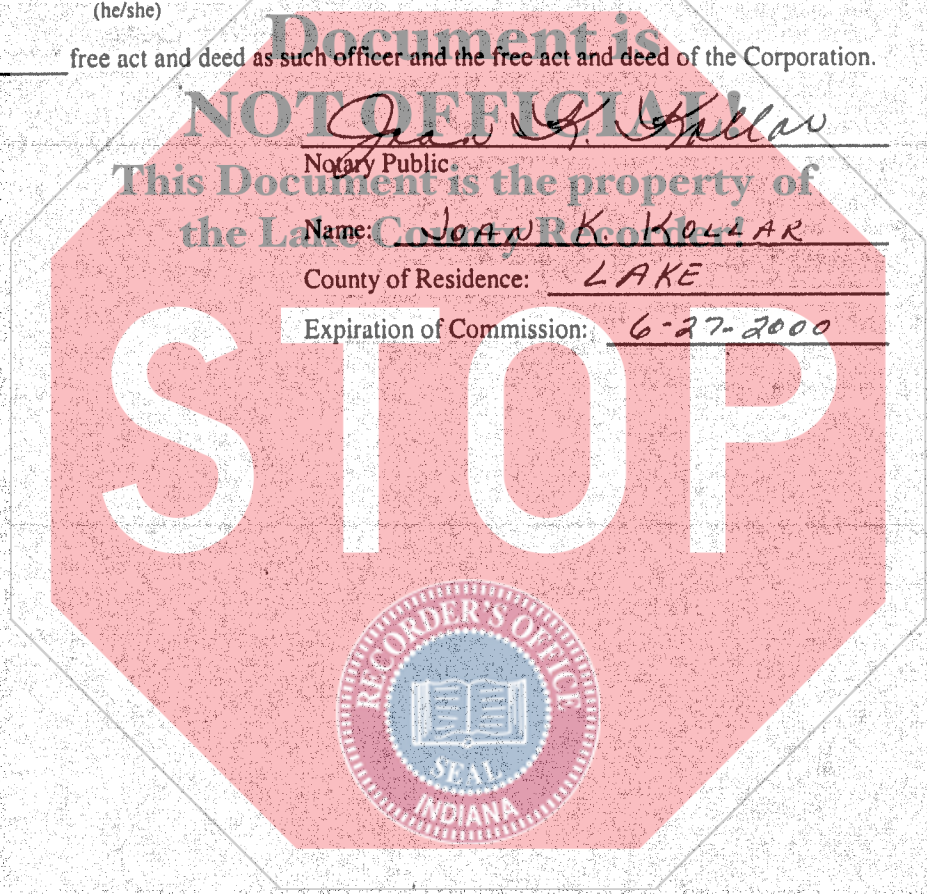 (he/she)
Document is
free act and deed as such officer and the free act and deed of the Corporation.
NOT OFFICIAL!
Joan K. Kollar
Notary Public
This Document is the property of
the Lake County Recorder!
Name: JOAN K. KOLLAR
County of Residence: LAKE
Expiration of Commission: 6-27-2000
STOP
RECORDER'S OFFICE
SEAL
INDIANA